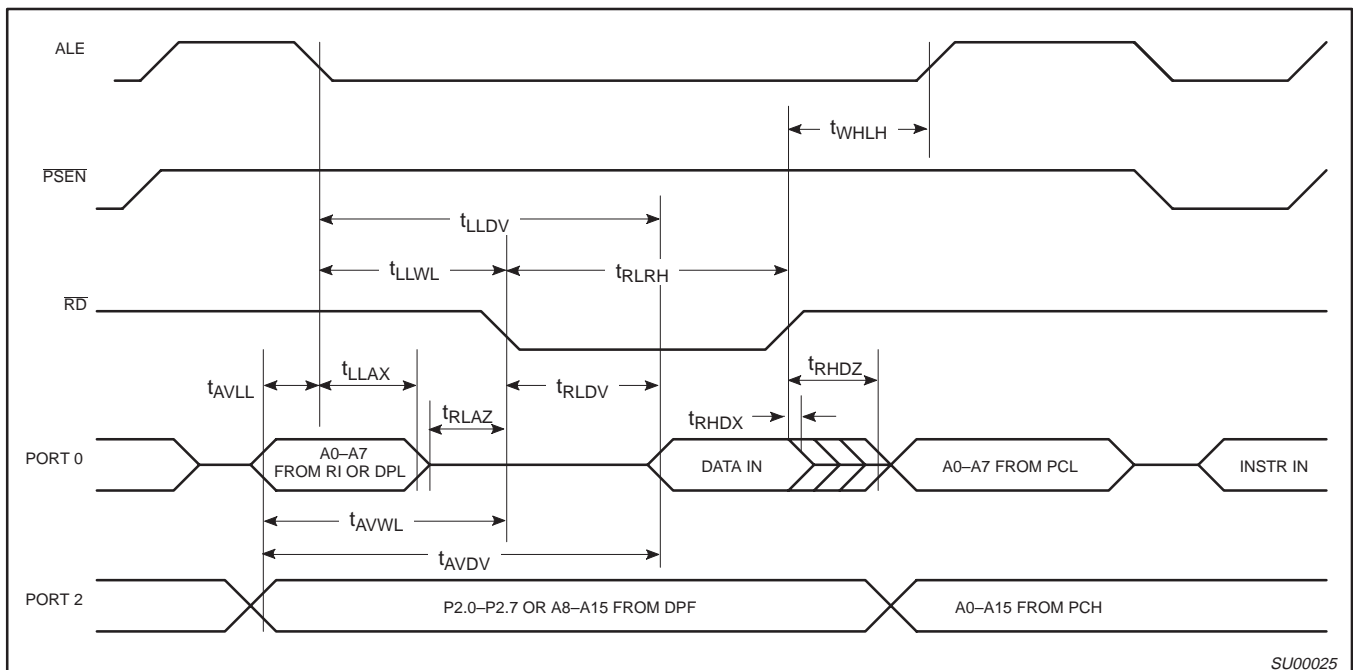 ALE
tWHLH
PSEN
tLLDV
tLLWL
tRLRH
RD
tAVLL
tLLAX
tRLAZ
tRLDV
tRHDZ
tRHDX
PORT 0
A0–A7
FROM RI OR DPL
DATA IN
A0–A7 FROM PCL
INSTR IN
tAVWL
tAVDV
PORT 2
P2.0–P2.7 OR A8–A15 FROM DPF
A0–A15 FROM PCH
SU00025